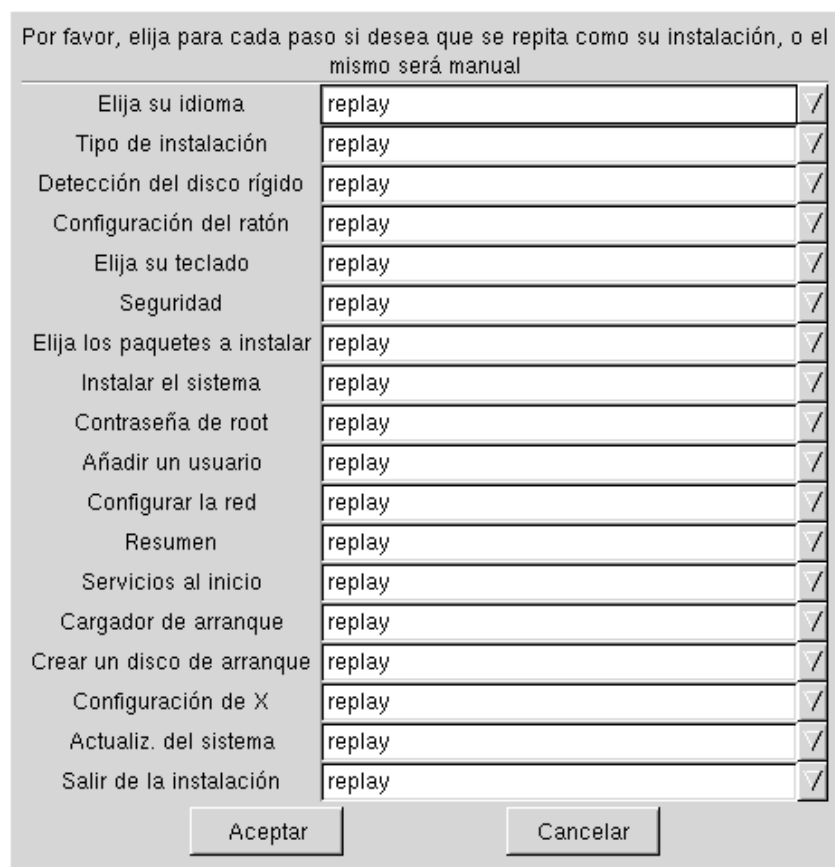 Por favor, elija para cada paso si desea que se repita como su instalación, o el
mismo será manual
Elija su idioma replay
Tipo de instalación replay
Detección del disco rígido replay
Configuración del ratón replay
Elija su teclado replay
Seguridad replay
Elija los paquetes a instalar replay
Instalar el sistema replay
Contraseña de root replay
Añadir un usuario replay
Configurar la red replay
Resumen replay
Servicios al inicio replay
Cargador de arranque replay
Crear un disco de arranque replay
Configuración de X replay
Actualiz. del sistema replay
Salir de la instalación replay
Aceptar Cancelar